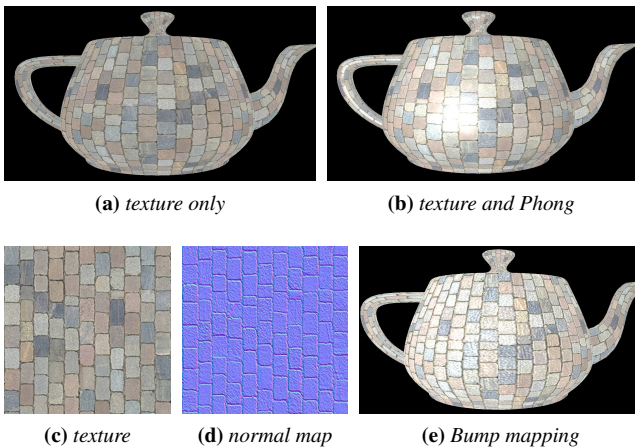 (a) texture only
(b) texture and Phong
(c) texture
(d) normal map
(e) Bump mapping